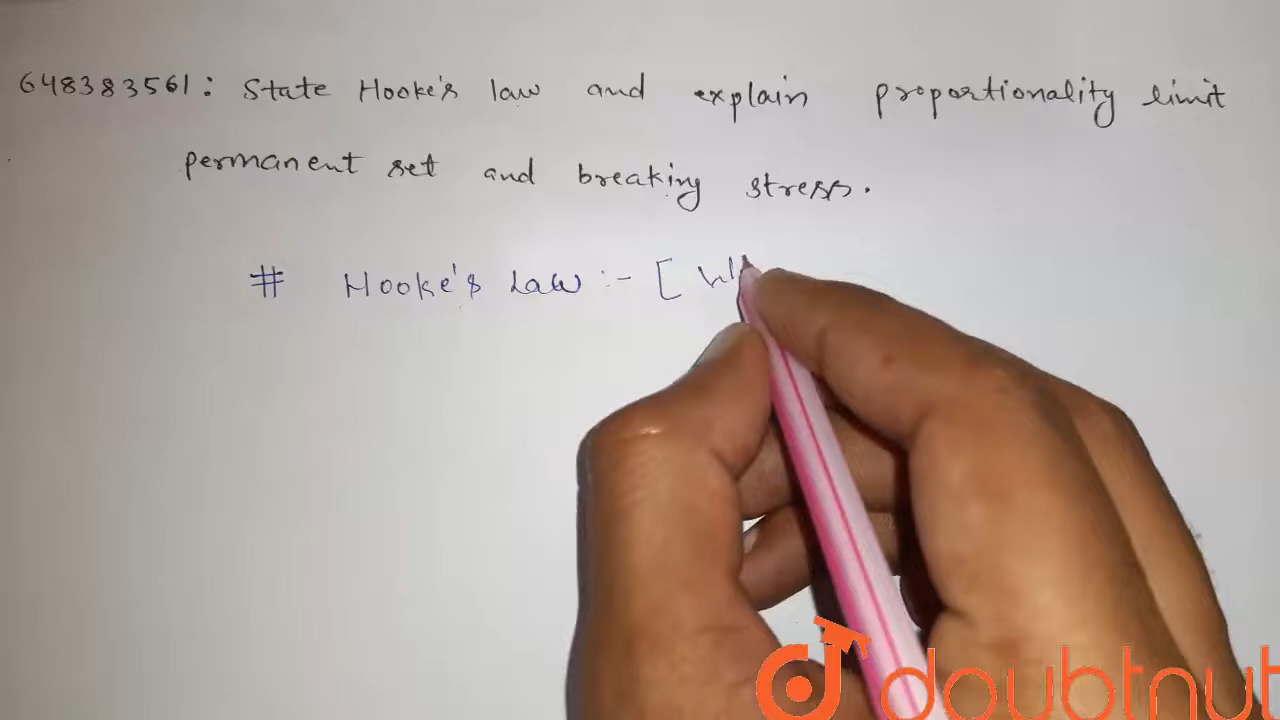 648383561: State Hooke's law and explain proportionality limit
permanent set and breaking stress.
# Hooke's Law :- [
doubtnut